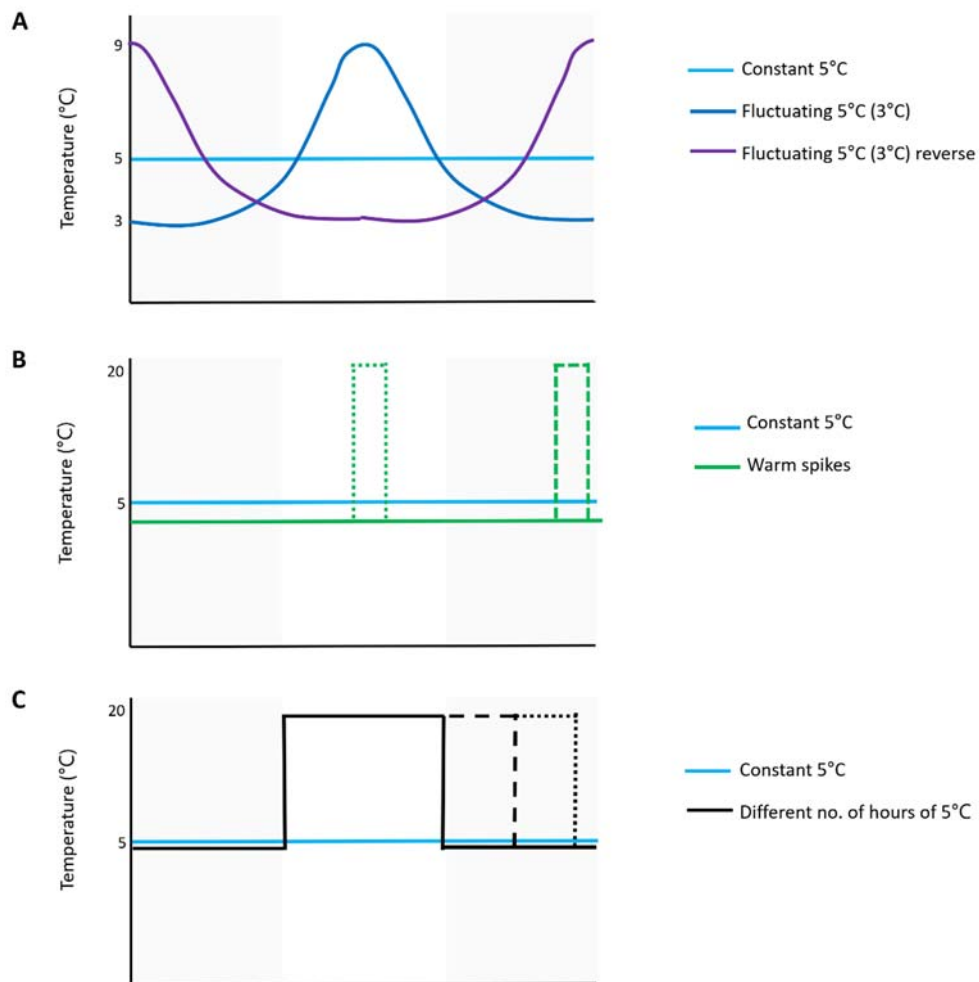 A
Temperature (°C)
9
5
3
Constant 5°C
Fluctuating 5°C (3°C)
Fluctuating 5°C (3°C) reverse
B
Temperature (°C)
20
5
Constant 5°C
Warm spikes
C
Temperature (°C)
20
5
Constant 5°C
Different no. of hours of 5°C